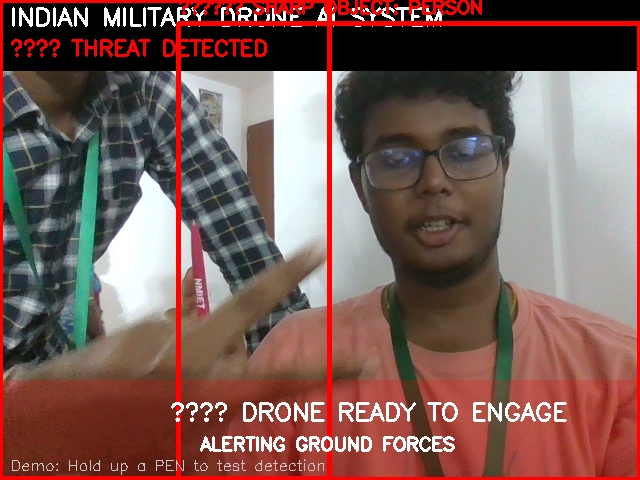 ?????? SHARP OBJECT: PERSON
INDIAN MILITARY DRONE AI SYSTEM
???? THREAT DETECTED
NMIET
???? DRONE READY TO ENGAGE
ALERTING GROUND FORCES
Demo: Hold up a PEN to test detection